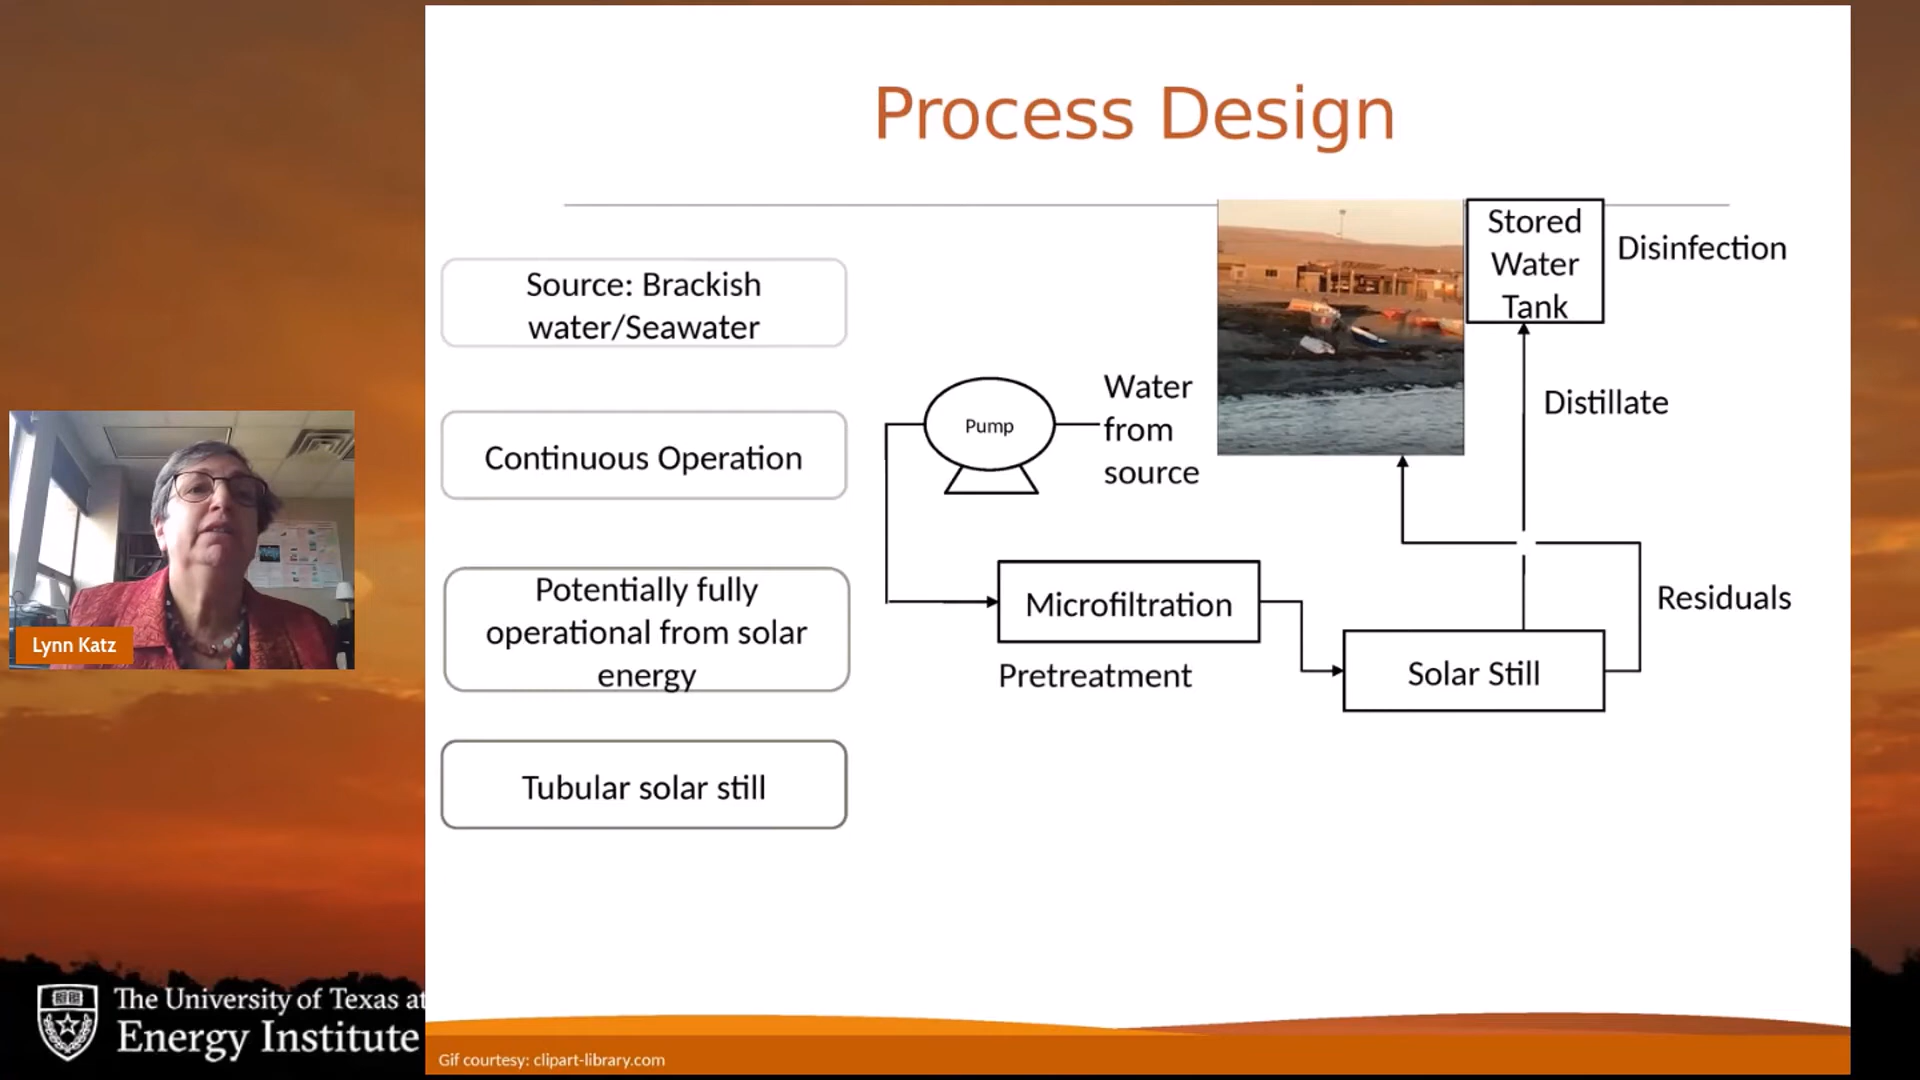 Process Design
Source: Brackish
water/Seawater
Continuous Operation
Potentially fully
operational from solar
energy
Tubular solar still
Pump
Water
from
source
Microfiltration
Pretreatment
Solar Still
Stored
Water
Tank
Disinfection
Distillate
Residuals
Lynn Katz
The University of Texas at
Energy Institute
Gif courtesy: clipart-library.com